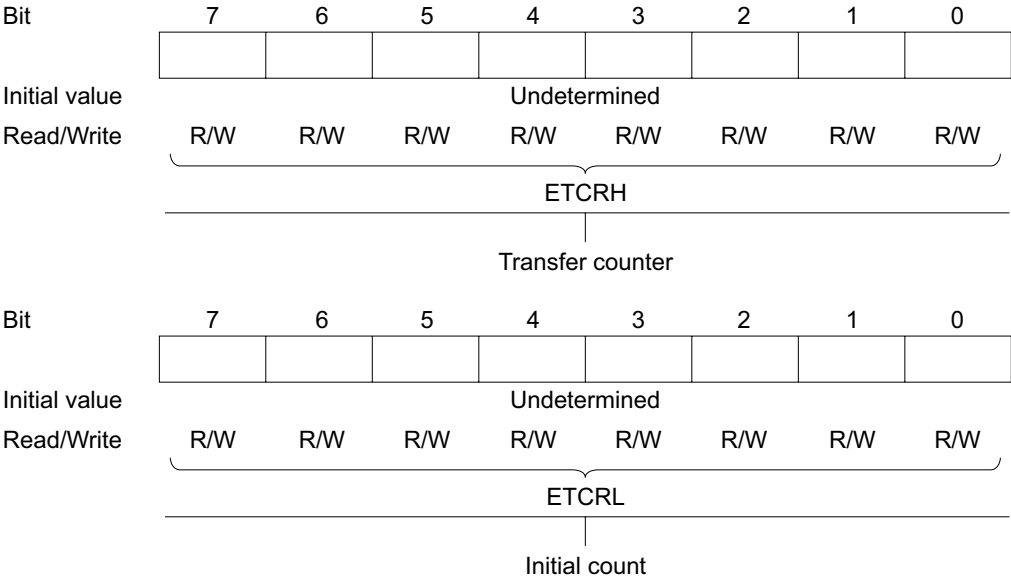 Bit 7 6 5 4 3 2 1 0
Initial value Undetermined
Read/Write R/W R/W R/W R/W R/W R/W R/W R/W
ETCRH
Transfer counter
Bit 7 6 5 4 3 2 1 0
Initial value Undetermined
Read/Write R/W R/W R/W R/W R/W R/W R/W R/W
ETCRL
Initial count